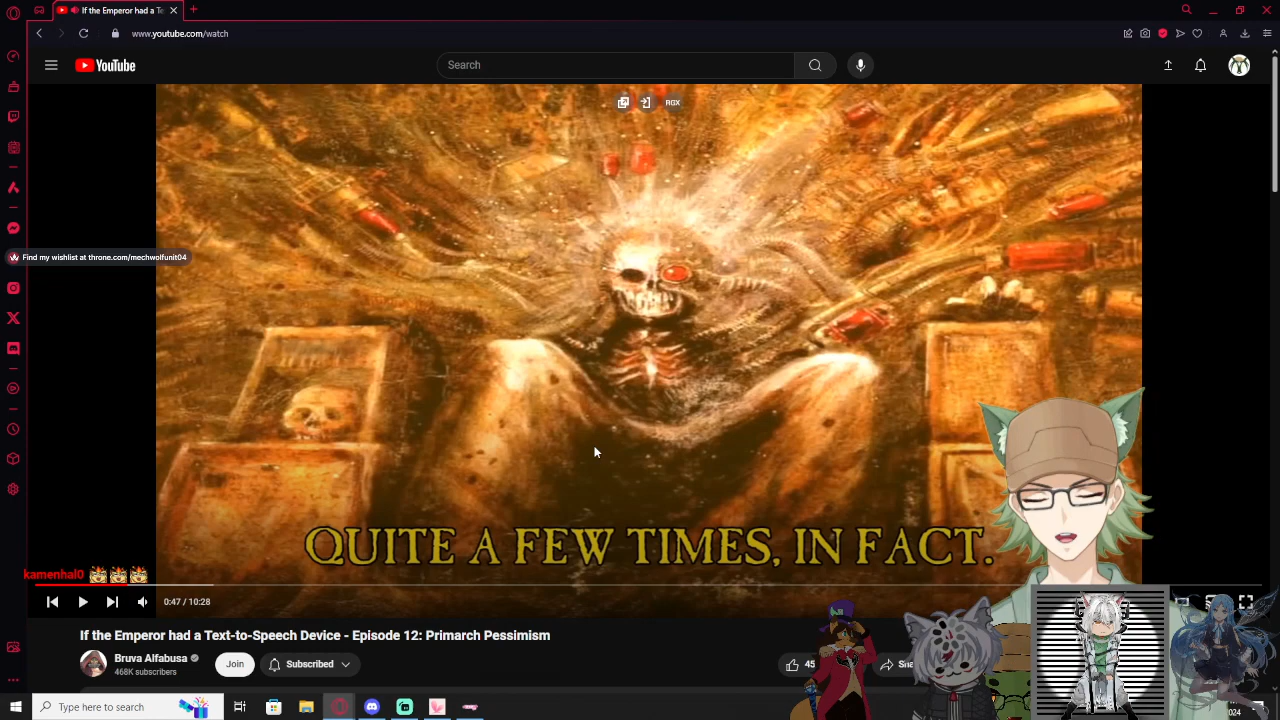 If the Emperor had a Te
www.youtube.com/watch
YouTube
Search
RGX
Find my wishlist at throne.com/mechwolfunit04
QUITE A FEW TIMES, IN FACT.
kamenhal0
0:47 / 10:28
If the Emperor had a Text-to-Speech Device - Episode 12: Primarch Pessimism
Bruva Alfabusa
468K subscribers
Join
Subscribed
45
Type here to search